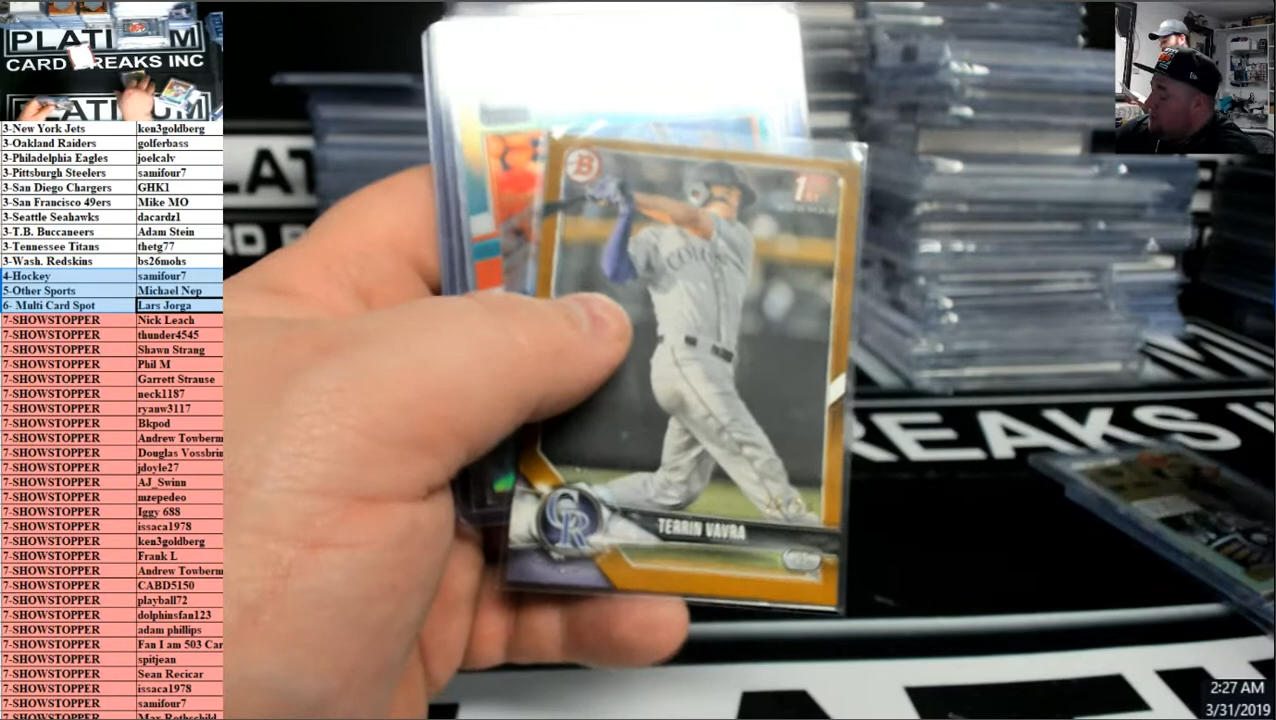 PLATINUM
CARD BREAKS INC
3-New York Jets ken3goldberg
3-Oakland Raiders golferbass
3-Philadelphia Eagles joelcalv
3-Pittsburgh Steelers samifour7
3-San Diego Chargers GHK1
3-San Francisco 49ers Mike MO
3-Seattle Seahawks dacardz1
3-T.B. Buccaneers Adam Stein
3-Tennessee Titans thetg77
3-Wash. Redskins bs26mohs
4-Hockey samifour7
5-Other Sports Michael Nep
6- Multi Card Spot Lars Jorga
7-SHOWSTOPPER Nick Leach
7-SHOWSTOPPER thunder4545
7-SHOWSTOPPER Shawn Strang
7-SHOWSTOPPER Phil M
7-SHOWSTOPPER Garrett Strause
7-SHOWSTOPPER neck1187
7-SHOWSTOPPER ryanw3117
7-SHOWSTOPPER Bkpod
7-SHOWSTOPPER Andrew Towberm
7-SHOWSTOPPER Douglas Vossbrin
7-SHOWSTOPPER jdoyle27
7-SHOWSTOPPER AJ_Swinn
7-SHOWSTOPPER mzepedeo
7-SHOWSTOPPER Iggy 688
7-SHOWSTOPPER issaca1978
7-SHOWSTOPPER ken3goldberg
7-SHOWSTOPPER Frank L
7-SHOWSTOPPER Andrew Towberm
7-SHOWSTOPPER CABD5150
7-SHOWSTOPPER playball72
7-SHOWSTOPPER dolphinsfan123
7-SHOWSTOPPER adam phillips
7-SHOWSTOPPER Fan I am 503 Car
7-SHOWSTOPPER spitjean
7-SHOWSTOPPER Sean Recicar
7-SHOWSTOPPER issaca1978
7-SHOWSTOPPER samifour7
7-SHOWSTOPPER Max Rothschild
B
1ST
BOWMAN
CR
TERRIN VAVRA
EAKS
2:27 AM
3/31/2019